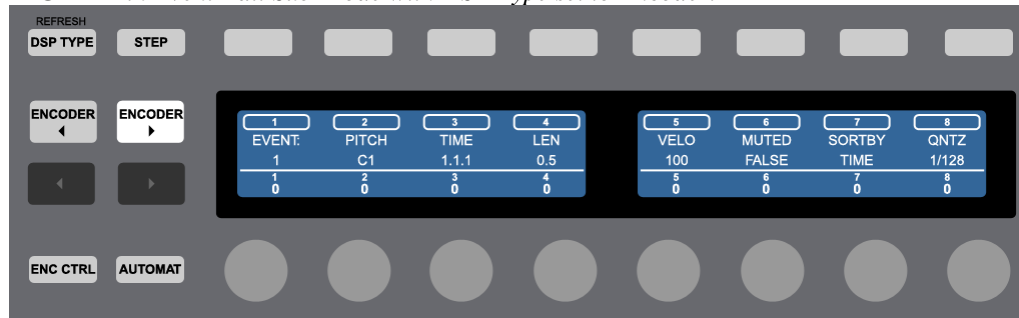 REFRESH
DSP TYPE STEP
ENCODER ENCODER
1 2 3 4 5 6 7 8
EVENT: PITCH TIME LEN VELO MUTED SORTBY QNTZ
1 C1 1.1.1 0.5 100 FALSE TIME 1/128
1 2 3 4 5 6 7 8
0 0 0 0 0 0 0 0
ENC CTRL AUTOMAT